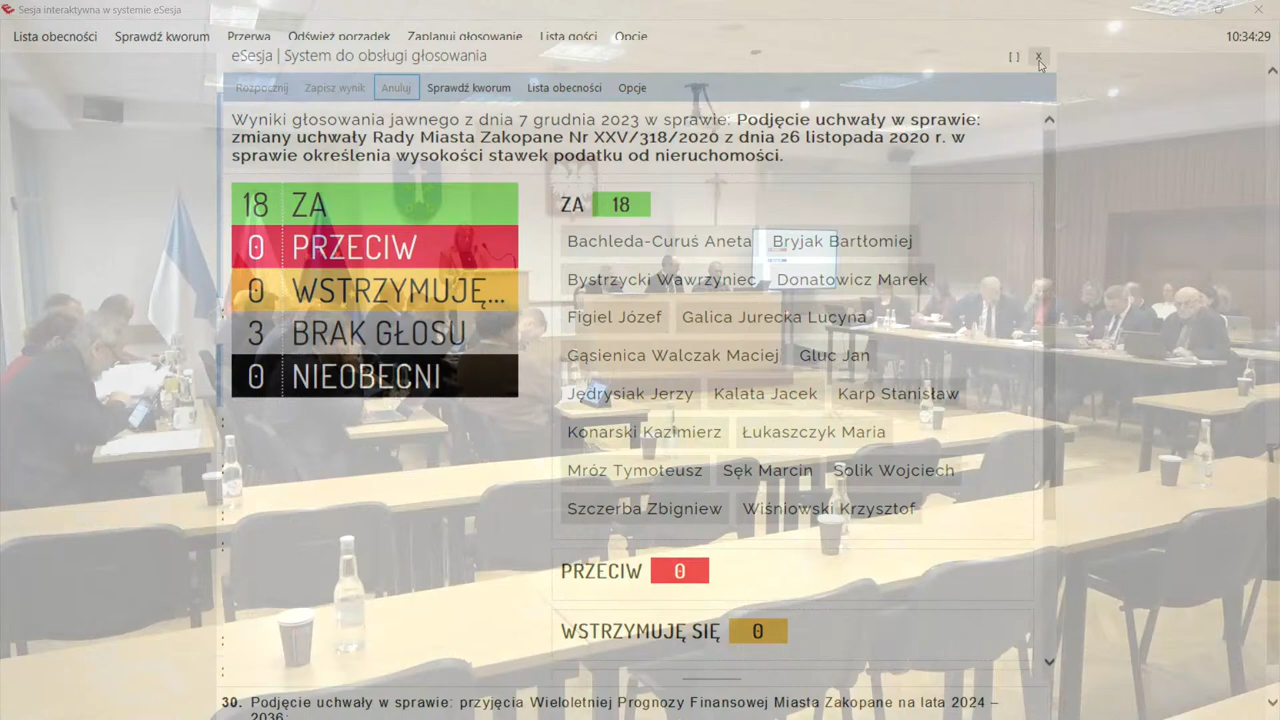 Sesja interaktywna w systemie eSesja
Lista obecności Sprawdź kworum Przerwa Odśwież porządek Zaplanuj głosowanie Lista gości Opcje 10:34:29
eSesja | System do obsługi głosowania [ ] x
Rozpocznij Zapisz wynik Anuluj Sprawdź kworum Lista obecności Opcje
Wyniki głosowania jawnego z dnia 7 grudnia 2023 w sprawie: Podjęcie uchwały w sprawie:
zmiany uchwały Rady Miasta Zakopane Nr XXV/318/2020 z dnia 26 listopada 2020 r. w
sprawie określenia wysokości stawek podatku od nieruchomości.
18 ZA
0 PRZECIW
0 WSTRZYMUJĘ...
3 BRAK GŁOSU
0 NIEOBECNI
ZA 18
Bachleda-Curuś Aneta Bryjak Bartłomiej
Bystrzycki Wawrzyniec Donatowicz Marek
Figiel Józef Galica Jurecka Lucyna
Gąsienica Walczak Maciej Gluc Jan
Jędrysiak Jerzy Kalata Jacek Karp Stanisław
Konarski Kazimierz Łukaszczyk Maria
Mróz Tymoteusz Sęk Marcin Solik Wojciech
Szczerba Zbigniew Wiśniowski Krzysztof
PRZECIW 0
WSTRZYMUJĘ SIĘ 0
30. Podjęcie uchwały w sprawie: przyjęcia Wieloletniej Prognozy Finansowej Miasta Zakopane na lata 2024 –
2036;